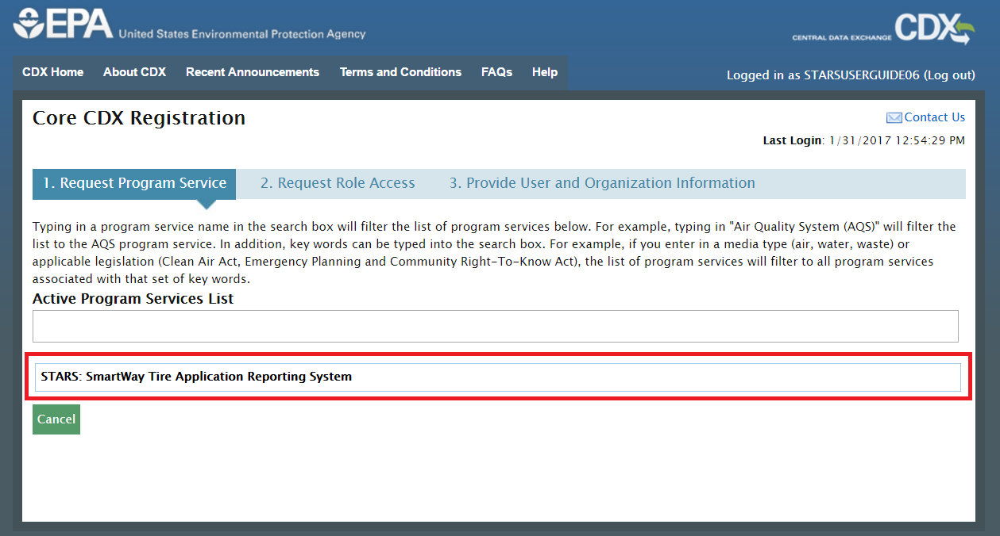 EPA United States Environmental Protection Agency
CENTRAL DATA EXCHANGE CDX
CDX Home About CDX Recent Announcements Terms and Conditions FAQs Help
Logged in as STARSUSERGUIDE06 (Log out)
Core CDX Registration
Contact Us
Last Login: 1/31/2017 12:54:29 PM
1. Request Program Service 2. Request Role Access 3. Provide User and Organization Information
Typing in a program service name in the search box will filter the list of program services below. For example, typing in "Air Quality System (AQS)" will filter the
list to the AQS program service. In addition, key words can be typed into the search box. For example, if you enter in a media type (air, water, waste) or
applicable legislation (Clean Air Act, Emergency Planning and Community Right-To-Know Act), the list of program services will filter to all program services
associated with that set of key words.
Active Program Services List
STARS: SmartWay Tire Application Reporting System
Cancel